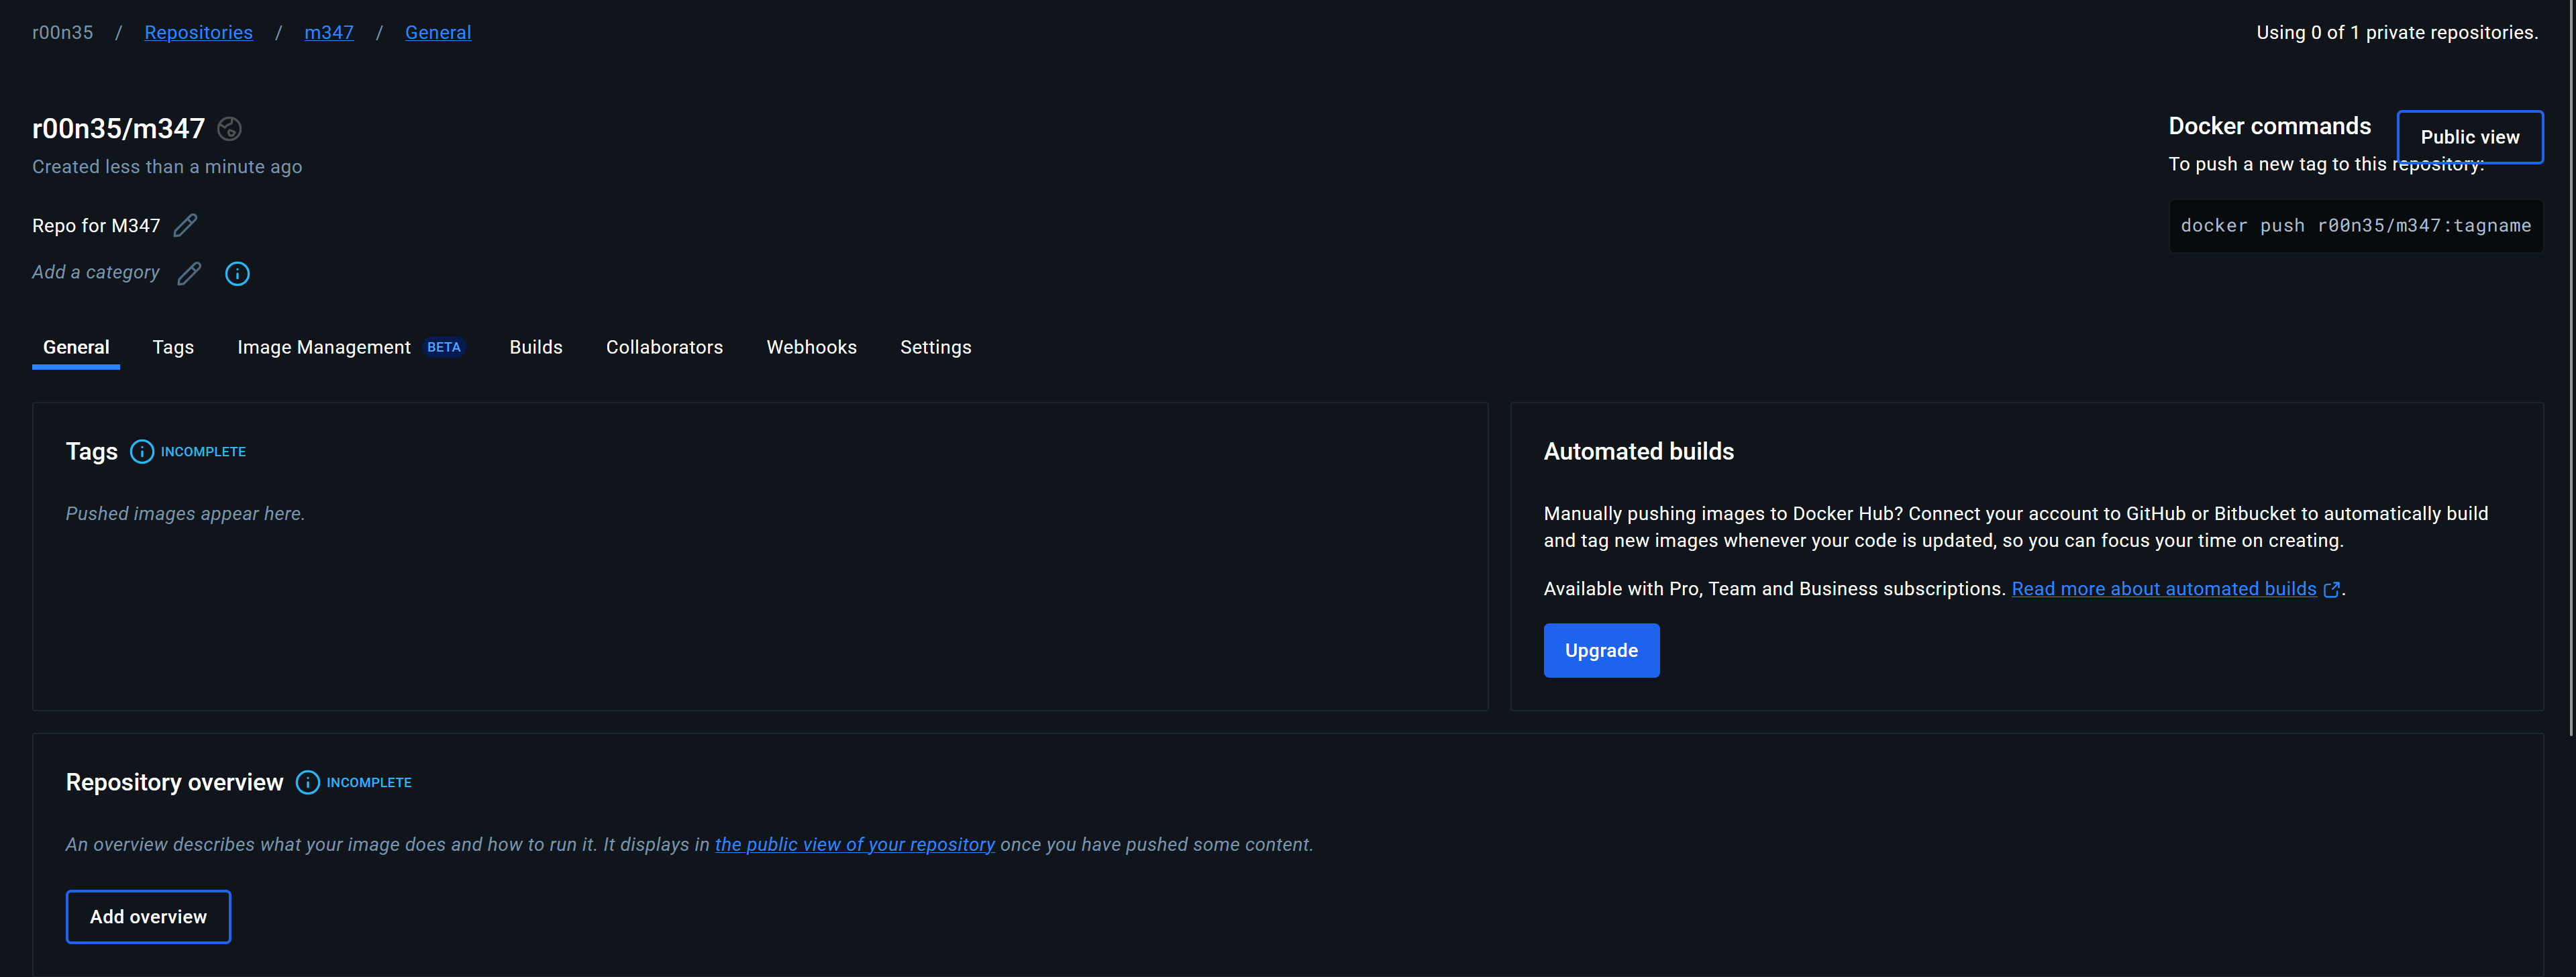 r00n35 / Repositories / m347 / General
Using 0 of 1 private repositories.
r00n35/m347
Created less than a minute ago
Repo for M347
Add a category
Docker commands
Public view
To push a new tag to this repository:
docker push r00n35/m347:tagname
General Tags Image Management BETA Builds Collaborators Webhooks Settings
Tags INCOMPLETE
Pushed images appear here.
Automated builds
Manually pushing images to Docker Hub? Connect your account to GitHub or Bitbucket to automatically build
and tag new images whenever your code is updated, so you can focus your time on creating.
Available with Pro, Team and Business subscriptions. Read more about automated builds.
Upgrade
Repository overview INCOMPLETE
An overview describes what your image does and how to run it. It displays in the public view of your repository once you have pushed some content.
Add overview